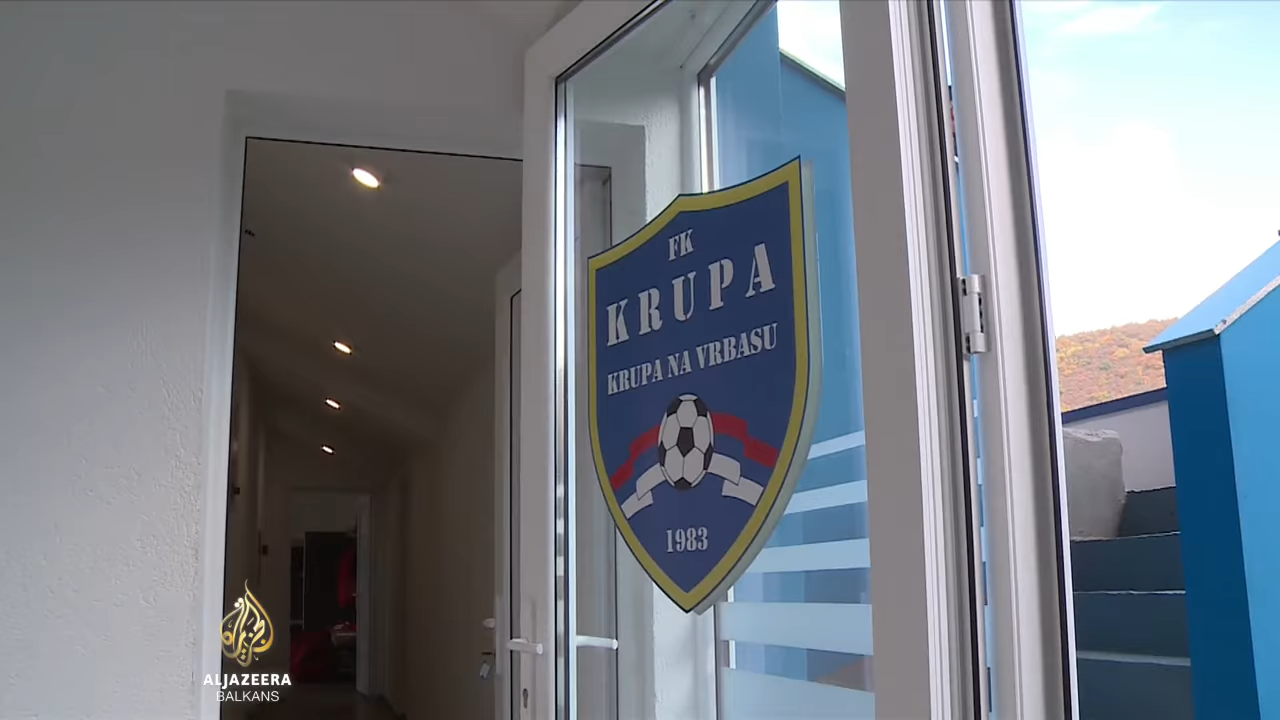 FK
KRUPA
KRUPA NA VRBASU
1983
ALJAZEERA
BALKANS